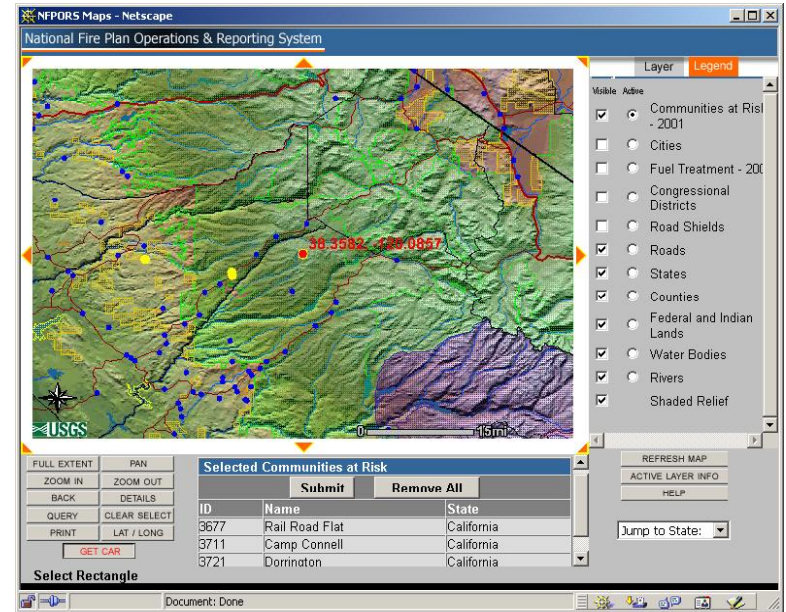 NFPORS Maps - Netscape
National Fire Plan Operations & Reporting System
Layer Legend
Visible Active
Communities at Risl
- 2001
Cities
Fuel Treatment - 200
Congressional
Districts
Road Shields
Roads
States
Counties
Federal and Indian
Lands
Water Bodies
Rivers
Shaded Relief
38.3582, -120.0857
USGS
0 15mi
FULL EXTENT PAN
ZOOM IN ZOOM OUT
BACK DETAILS
QUERY CLEAR SELECT
PRINT LAT / LONG
GET CAR
Select Rectangle
Selected Communities at Risk
Submit Remove All
ID Name State
3677 Rail Road Flat California
3711 Camp Connell California
3721 Dorrington California
REFRESH MAP
ACTIVE LAYER INFO
HELP
Jump to State:
Document: Done